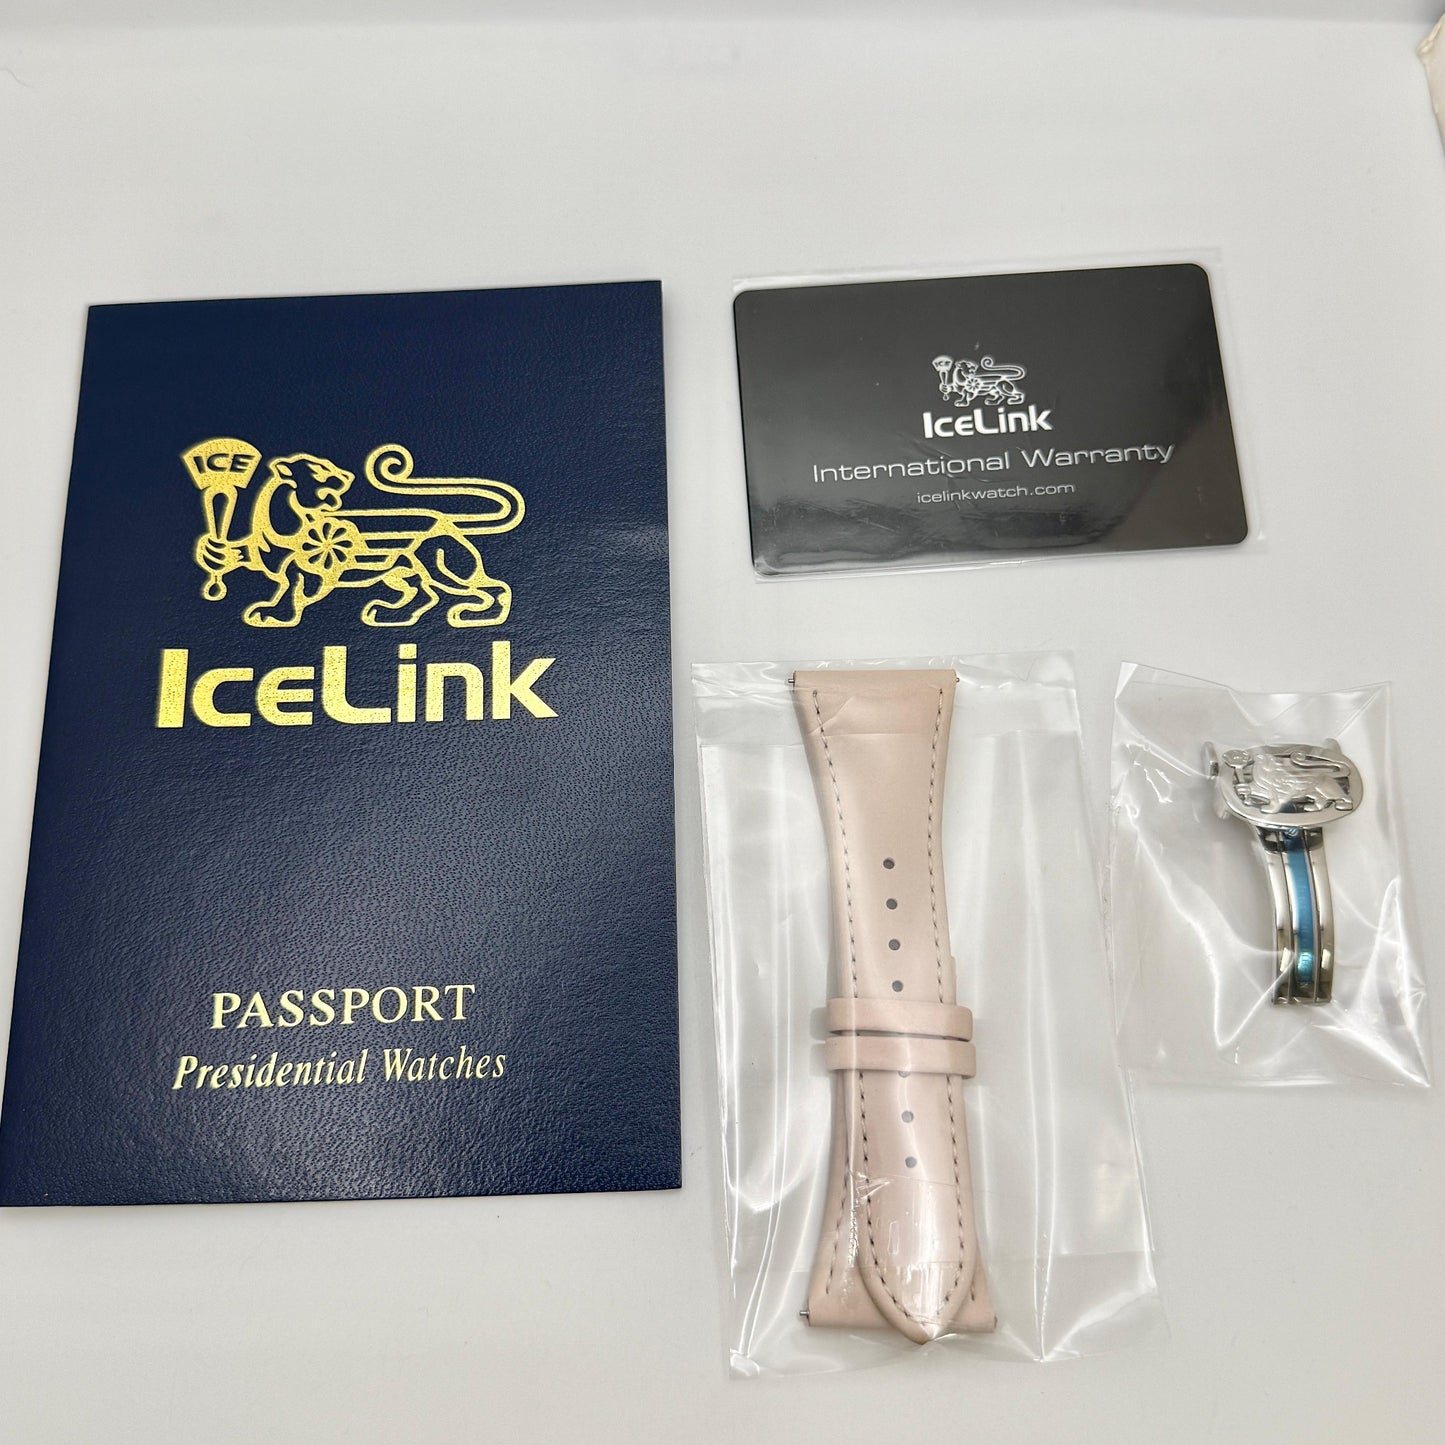 ICE
IceLink
PASSPORT
Presidential Watches
IceLink
International Warranty
icelinkwatch.com